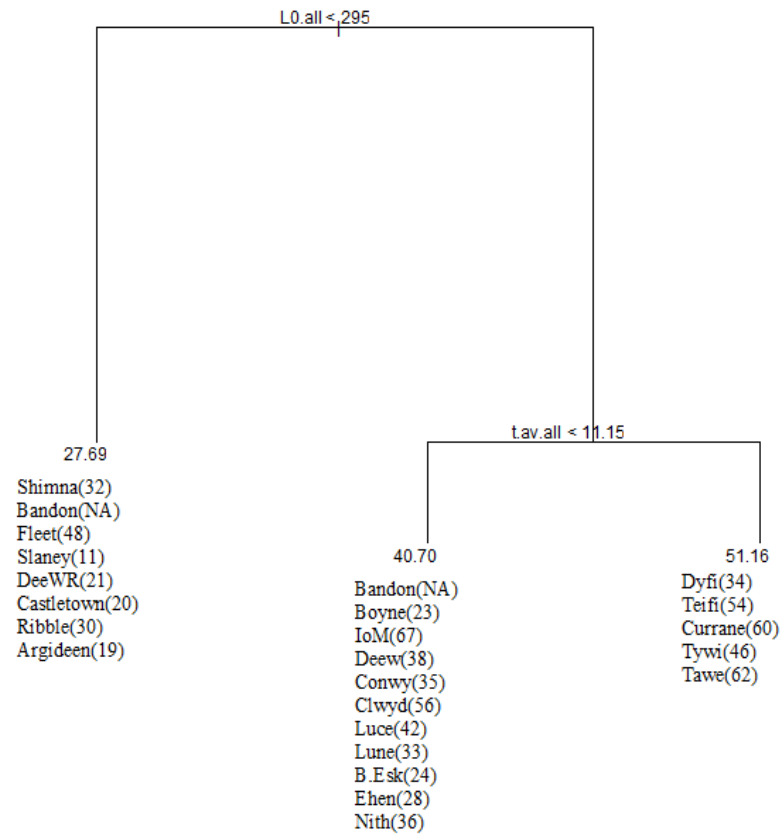 L0.all < 295
t.av.all < 11.15
27.69
Shimna(32)
Bandon(NA)
Fleet(48)
Slaney(11)
DeeWR(21)
Castletown(20)
Ribble(30)
Argideen(19)
40.70
Bandon(NA)
Boyne(23)
IoM(67)
Deew(38)
Conwy(35)
Clwyd(56)
Luce(42)
Lune(33)
B.Esk(24)
Ehen(28)
Nith(36)
51.16
Dyfi(34)
Teifi(54)
Currane(60)
Tywi(46)
Tawe(62)